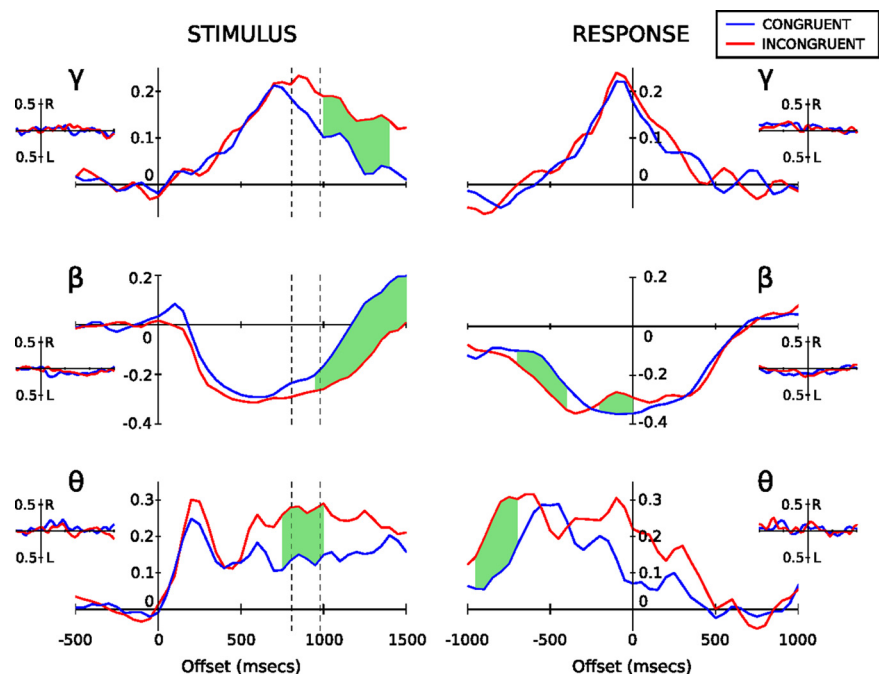 STIMULUS
RESPONSE
CONGRUENT
INCONGRUENT
γ
0.5 R
0.5 L
0.2
0.1
0
γ
0.2
0.1
0
0.5 R
0.5 L
β
0.5 R
0.5 L
0.2
0
-0.2
-0.4
β
0.2
0
-0.2
-0.4
0.5 R
0.5 L
θ
0.5 R
0.5 L
0.3
0.2
0.1
0
θ
0.3
0.2
0.1
0
0.5 R
0.5 L
-500 0 500 1000 1500
-1000 -500 0 500 1000
Offset (msecs)
Offset (msecs)